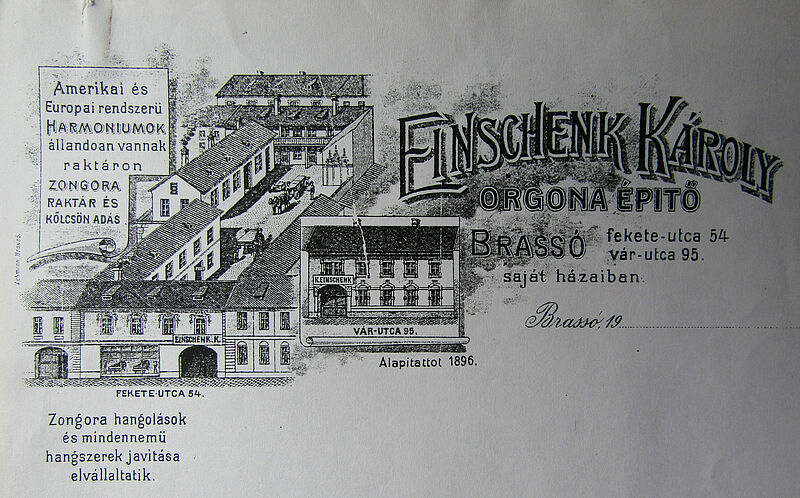 Amerikai és
Europai rendszerü
HARMONIUMOK
állandoan vannak
raktáron
ZONGORA
RAKTÁR ÉS
KÖLCSÖN ADÁS
EINSCHENK KÁROLY
ORGONA ÉPITŐ
BRASSÓ
fekete-utca 54
vár-utca 95.
saját házaiban.
Brassó, 19
K.EINSCHENK
VÁR-UTCA 95.
Alapitattot 1896.
EINSCHENK.K.
FEKETE-UTCA 54.
Zongora hangolások
és mindennemü
hangszerek javitása
elvállaltatik.